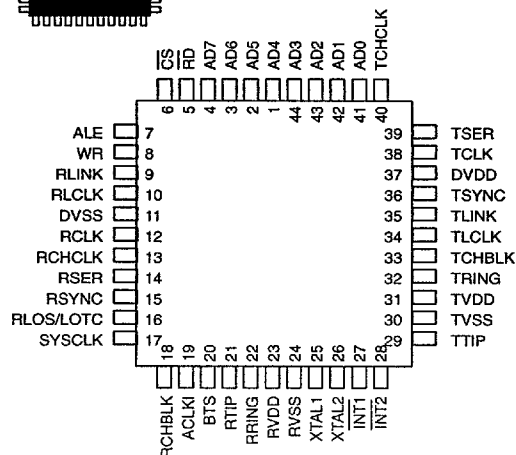 CS RD AD7 AD6 AD5 AD4 AD3 AD2 AD1 AD0 TCHCLK
6 5 4 3 2 1 44 43 42 41 40
ALE 7 39 TSER
WR 8 38 TCLK
RLINK 9 37 DVDD
RLCLK 10 36 TSYNC
DVSS 11 35 TLINK
RCLK 12 34 TLCLK
RCHCLK 13 33 TCHBLK
RSER 14 32 TRING
RSYNC 15 31 TVDD
RLOS/LOTC 16 30 TVSS
SYSCLK 17 29 TTIP
18 19 20 21 22 23 24 25 26 27 28
RCHBLK ACLKI BTS RTIP RRING RVDD RVSS XTAL1 XTAL2 INT1 INT2